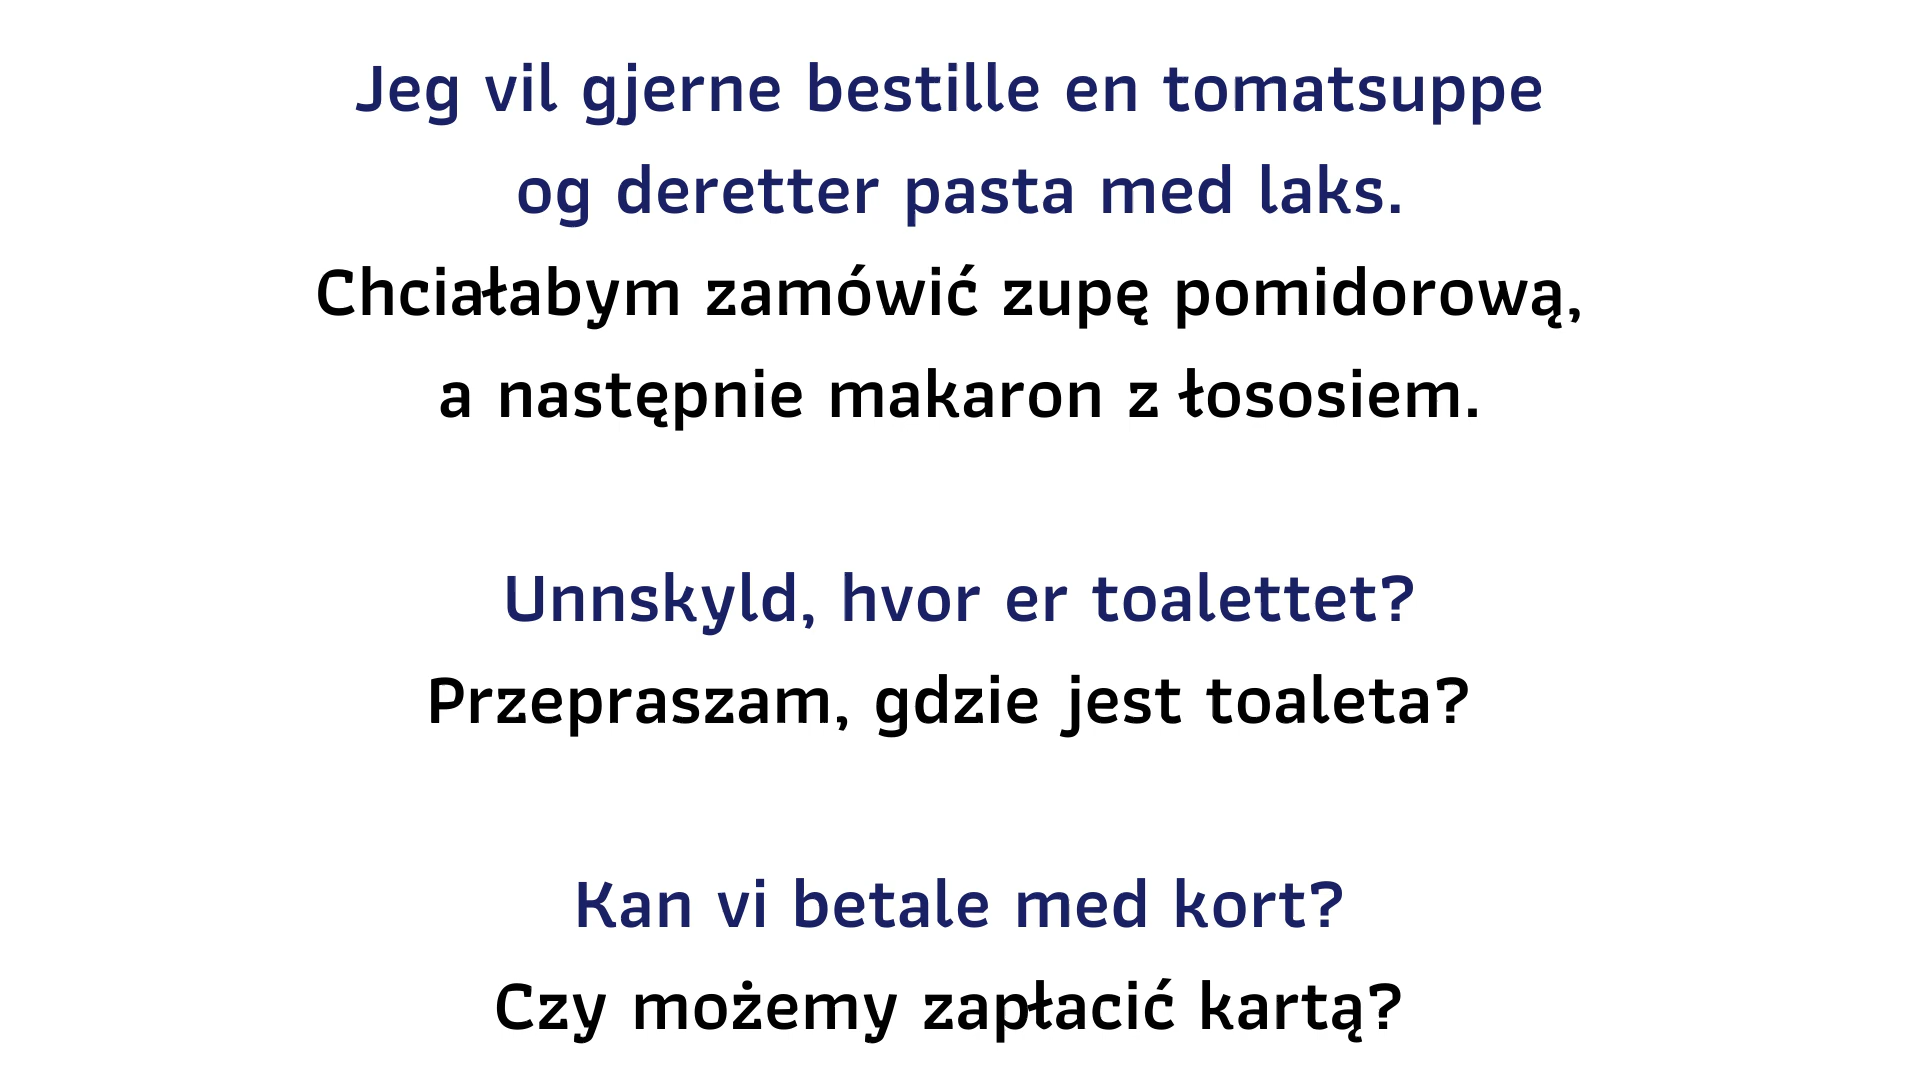 Jeg vil gjerne bestille en tomatsuppe
og deretter pasta med laks.
Chciałabym zamówić zupę pomidorową,
a następnie makaron z łososiem.
Unnskyld, hvor er toalettet?
Przepraszam, gdzie jest toaleta?
Kan vi betale med kort?
Czy możemy zapłacić kartą?